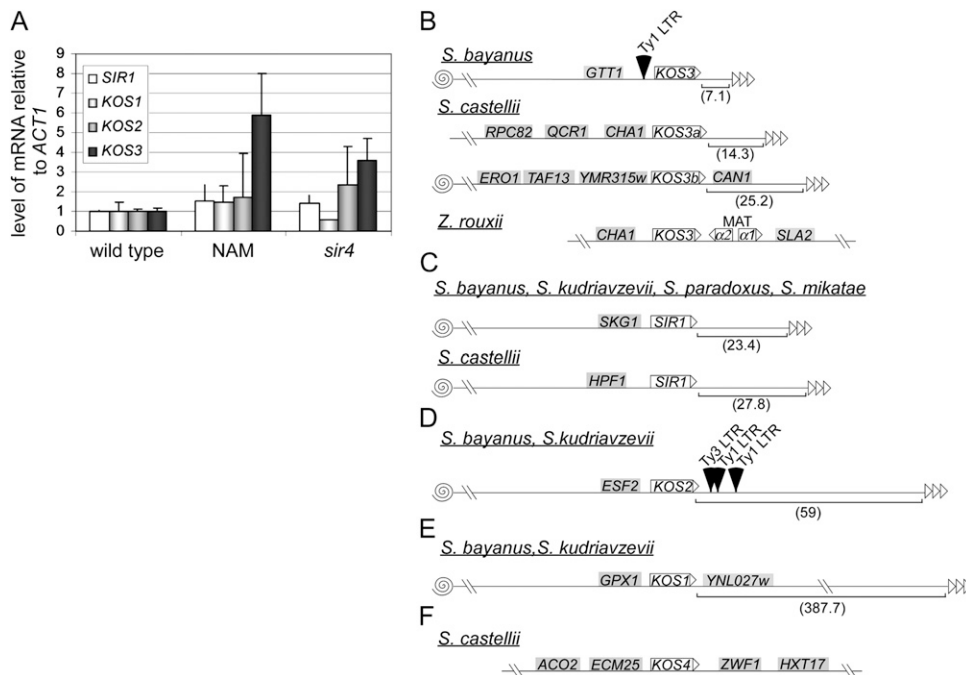 A
level of mRNA relative
to ACT1
9
8
7
6
5
4
3
2
1
0
SIR1
KOS1
KOS2
KOS3
wild type
NAM
sir4
B
Ty1 LTR
S. bayanus
GTT1
KOS3
(7.1)
S. castellii
RPC82 QCR1 CHA1 KOS3a
(14.3)
ERO1 TAF13 YMR315w KOS3b CAN1
(25.2)
Z. rouxii
MAT
CHA1 KOS3 α2 α1 SLA2
C
S. bayanus, S. kudriavzevii, S. paradoxus, S. mikatae
SKG1 SIR1
(23.4)
S. castellii
HPF1 SIR1
(27.8)
D
S. bayanus, S.kudriavzevii
Ty3 LTR
Ty1 LTR
Ty1 LTR
ESF2 KOS2
(59)
E
S. bayanus,S. kudriavzevii
GPX1 KOS1 YNL027w
(387.7)
F
S. castellii
ACO2 ECM25 KOS4 ZWF1 HXT17